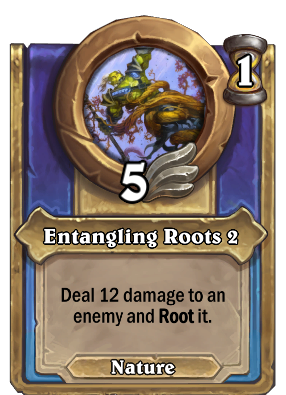 1
5
Entangling Roots 2
Deal 12 damage to an
enemy and Root it.
Nature